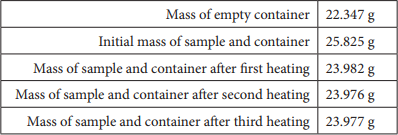 Mass of empty container 22.347 g
Initial mass of sample and container 25.825 g
Mass of sample and container after first heating 23.982 g
Mass of sample and container after second heating 23.976 g
Mass of sample and container after third heating 23.977 g